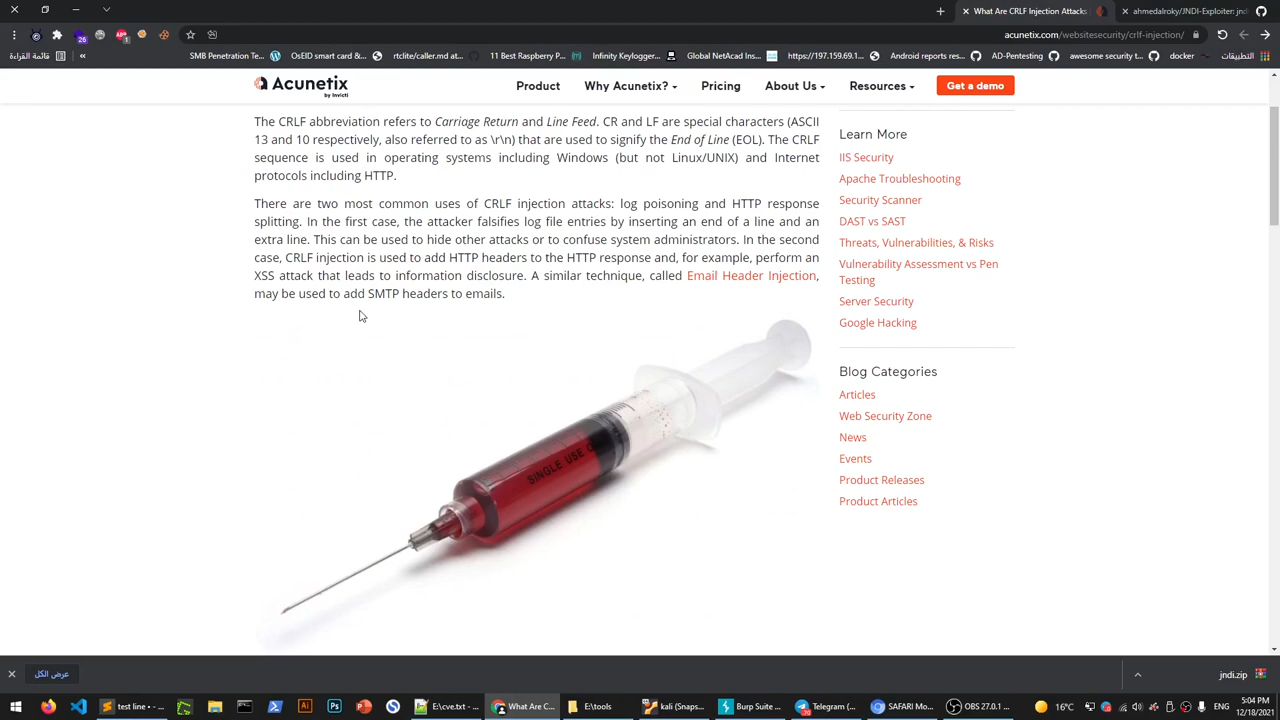 What Are CRLF Injection Attacks
ahmedalroky/JNDI-Exploiter: jnd
26
1
acunetix.com/websitesecurity/crlf-injection/
قائمة القراءة
SMB Penetration Te...
OsEID smart card/...
rtclite/caller.md at...
11 Best Raspberry P...
Infinity Keylogger...
Global NetAcad Ins...
https://197.159.69.1...
Android reports res...
AD-Pentesting
Access course
docker
Acunetix
by Invicti
Product
Why Acunetix?
Pricing
About Us
Resources
Get a demo
The CRLF abbreviation refers to Carriage Return and Line Feed. CR and LF are special characters (ASCII
13 and 10 respectively, also referred to as \r\n) that are used to signify the End of Line (EOL). The CRLF
sequence is used in operating systems including Windows (but not Linux/UNIX) and Internet
protocols including HTTP.
There are two most common uses of CRLF injection attacks: log poisoning and HTTP response
splitting. In the first case, the attacker falsifies log file entries by inserting an end of a line and an
extra line. This can be used to hide other attacks or to confuse system administrators. In the second
case, CRLF injection is used to add HTTP headers to the HTTP response and, for example, perform an
XSS attack that leads to information disclosure. A similar technique, called Email Header Injection,
may be used to add SMTP headers to emails.
SINGLE USE O
Learn More
IIS Security
Apache Troubleshooting
Security Scanner
DAST vs SAST
Threats, Vulnerabilities, & Risks
Vulnerability Assessment vs Pen
Testing
Server Security
Google Hacking
Blog Categories
Articles
Web Security Zone
News
Events
Product Releases
Product Articles
عرض الكل
jndi.zip
test line • -...
Ai
Ps
E:\cve.txt - ...
What Are C...
E:\tools
kali (Snaps...
Burp Suite ...
Telegram (...
SAFARI Mo...
OBS 27.0.1 ...
16°C
ENG
5:04 PM
12/18/2021